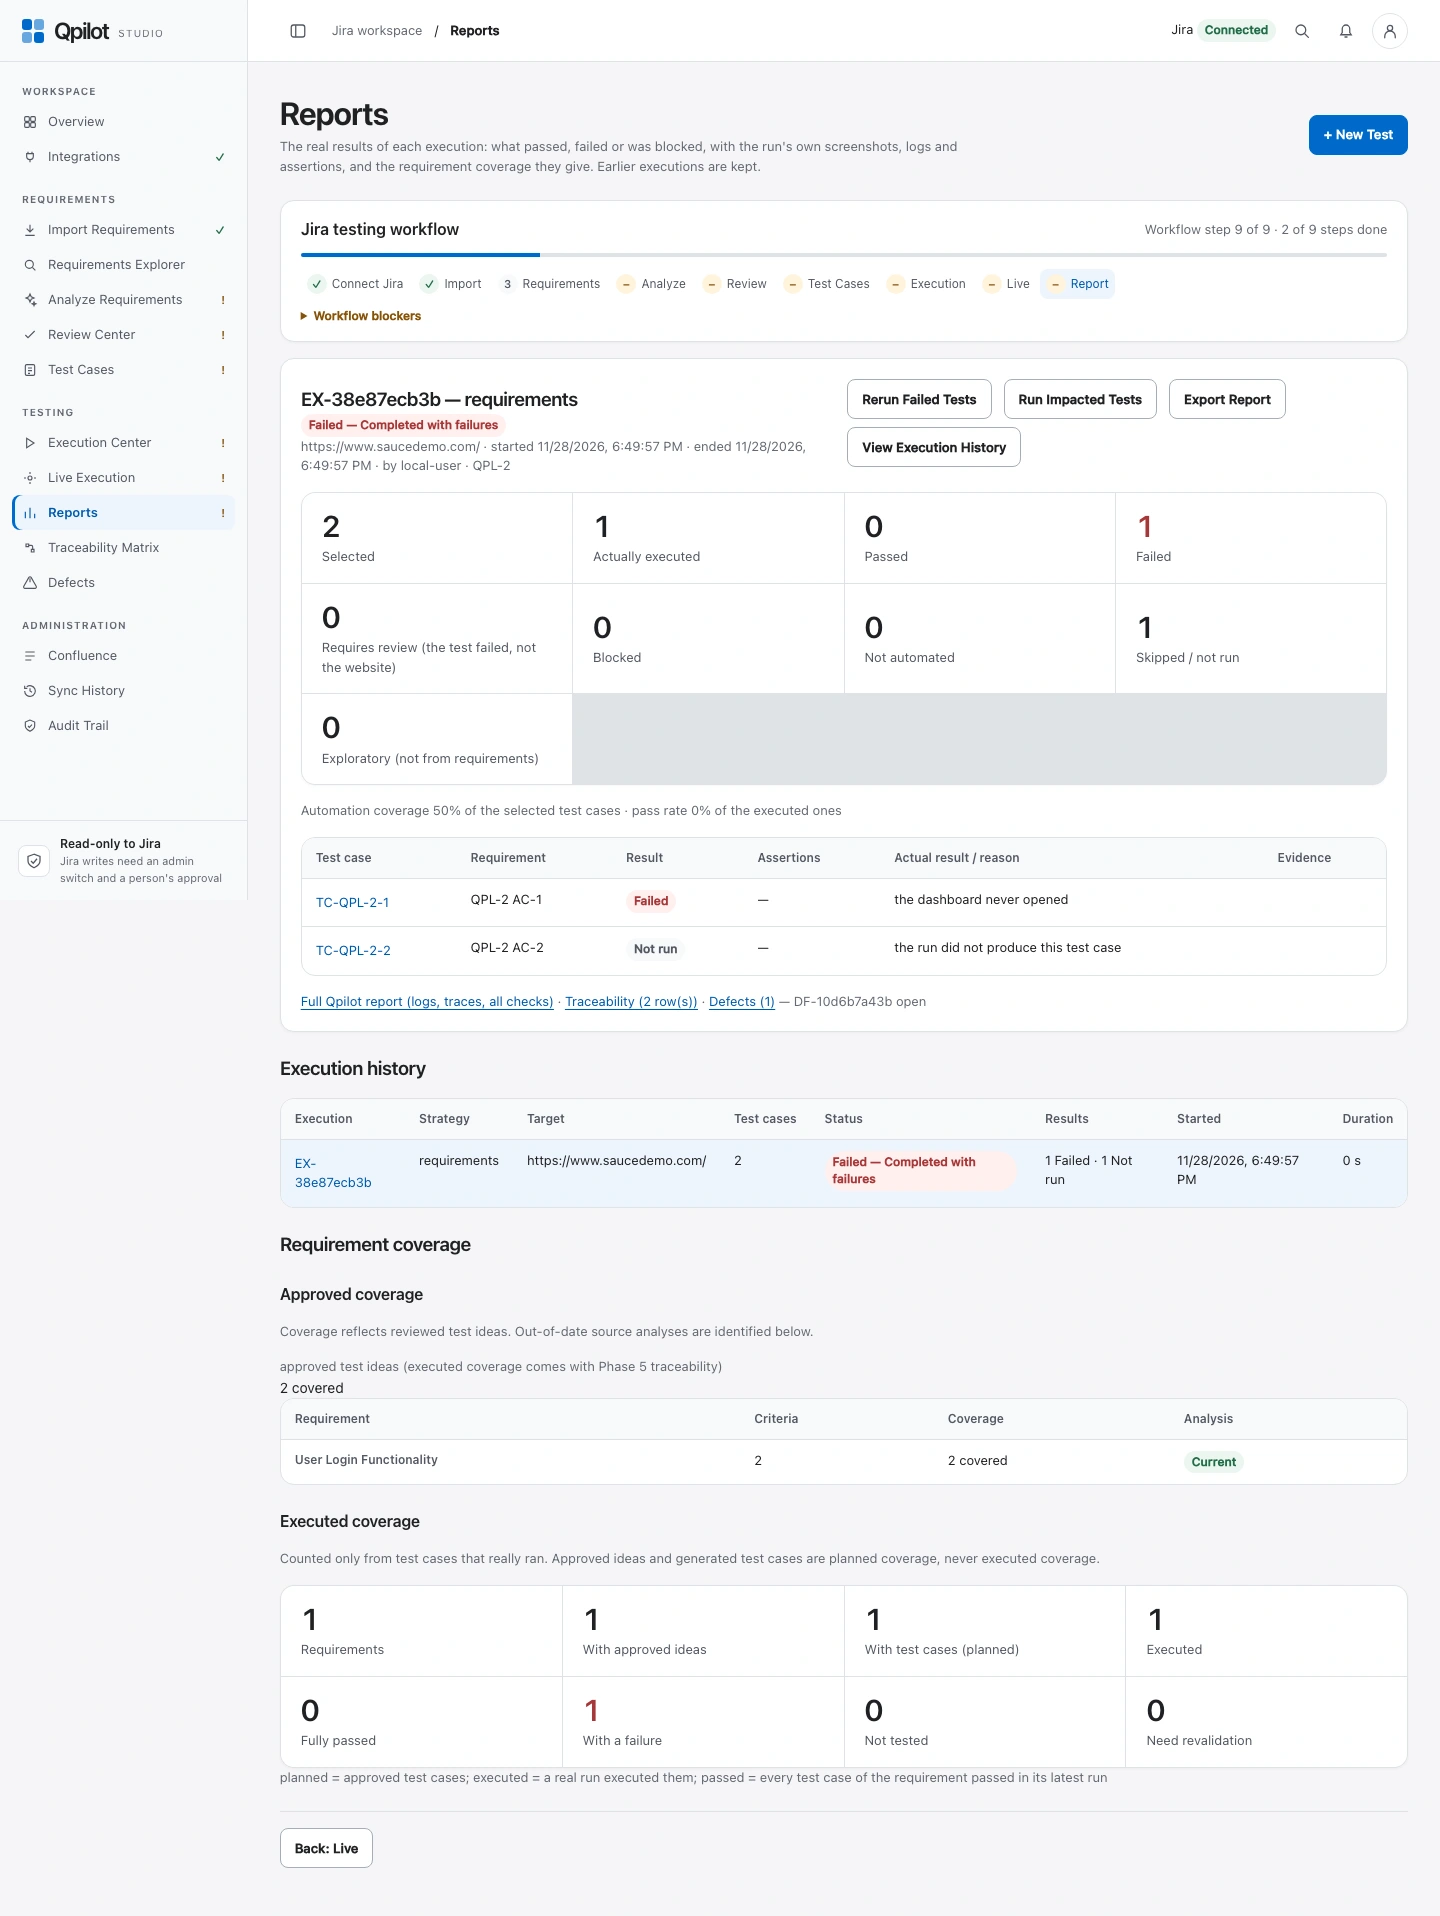 Qpilot STUDIO
Jira workspace / Reports
Jira Connected
WORKSPACE
Overview
Integrations
REQUIREMENTS
Import Requirements
Requirements Explorer
Analyze Requirements !
Review Center !
Test Cases !
TESTING
Execution Center !
Live Execution !
Reports !
Traceability Matrix
Defects
ADMINISTRATION
Confluence
Sync History
Audit Trail
Read-only to Jira
Jira writes need an admin
switch and a person's approval
Reports
The real results of each execution: what passed, failed or was blocked, with the run's own screenshots, logs and
assertions, and the requirement coverage they give. Earlier executions are kept.
+ New Test
Jira testing workflow
Workflow step 9 of 9 · 2 of 9 steps done
Connect Jira Import 3 Requirements – Analyze – Review – Test Cases – Execution – Live – Report
Workflow blockers
EX-38e87ecb3b — requirements
Failed — Completed with failures
https://www.saucedemo.com/ · started 11/28/2026, 6:49:57 PM · ended 11/28/2026,
6:49:57 PM · by local-user · QPL-2
Rerun Failed Tests Run Impacted Tests Export Report
View Execution History
2 1 0 1
Selected Actually executed Passed Failed
0 0 0 1
Requires review (the test failed, not
the website)
Blocked Not automated Skipped / not run
0
Exploratory (not from requirements)
Automation coverage 50% of the selected test cases · pass rate 0% of the executed ones
Test case Requirement Result Assertions Actual result / reason Evidence
TC-QPL-2-1 QPL-2 AC-1 Failed — the dashboard never opened
TC-QPL-2-2 QPL-2 AC-2 Not run — the run did not produce this test case
Full Qpilot report (logs, traces, all checks) · Traceability (2 row(s)) · Defects (1) — DF-10d6b7a43b open
Execution history
Execution Strategy Target Test cases Status Results Started Duration
EX-
38e87ecb3b
requirements https://www.saucedemo.com/ 2
Failed — Completed with
failures
1 Failed · 1 Not
run
11/28/2026, 6:49:57
PM
0 s
Requirement coverage
Approved coverage
Coverage reflects reviewed test ideas. Out-of-date source analyses are identified below.
approved test ideas (executed coverage comes with Phase 5 traceability)
2 covered
Requirement Criteria Coverage Analysis
User Login Functionality 2 2 covered Current
Executed coverage
Counted only from test cases that really ran. Approved ideas and generated test cases are planned coverage, never executed coverage.
1 1 1 1
Requirements With approved ideas With test cases (planned) Executed
0 1 0 0
Fully passed With a failure Not tested Need revalidation
planned = approved test cases; executed = a real run executed them; passed = every test case of the requirement passed in its latest run
Back: Live